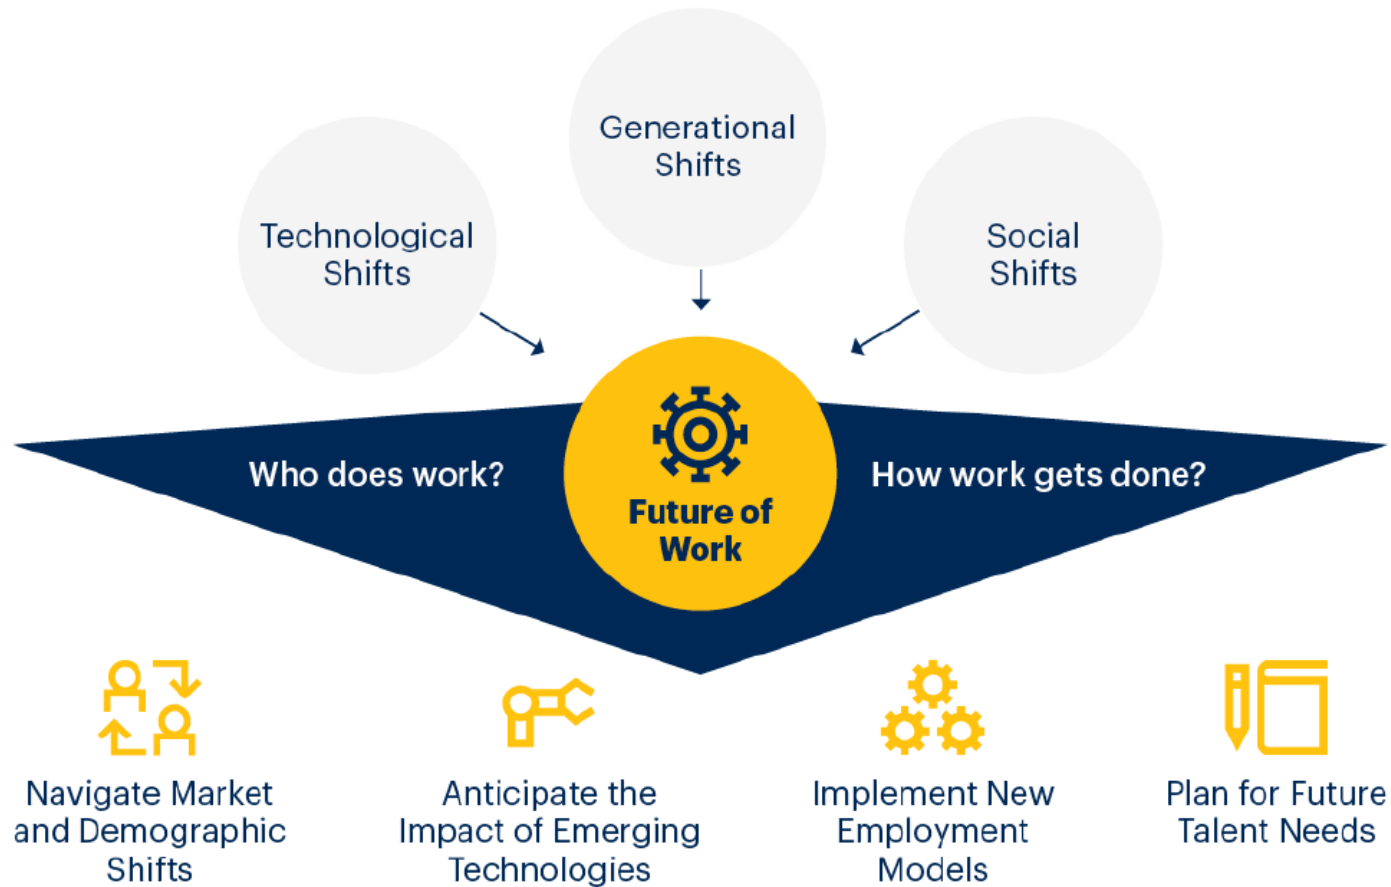 Generational
Shifts
Technological
Shifts
Social
Shifts
Who does work?
How work gets done?
Future of
Work
Navigate Market
and Demographic
Shifts
Anticipate the
Impact of Emerging
Technologies
Implement New
Employment
Models
Plan for Future
Talent Needs